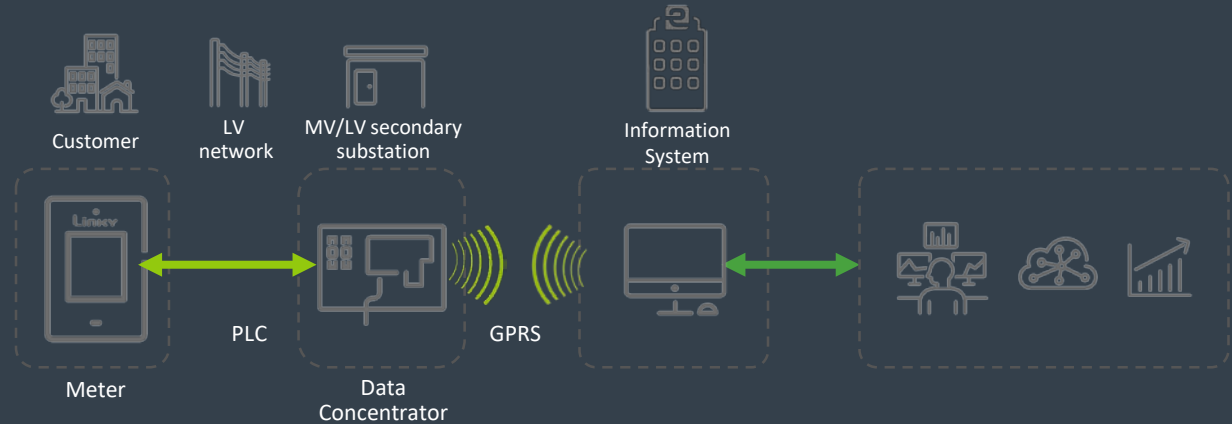 Customer
LV
network
MV/LV secondary
substation
Information
System
Linky
PLC
GPRS
Meter
Data
Concentrator